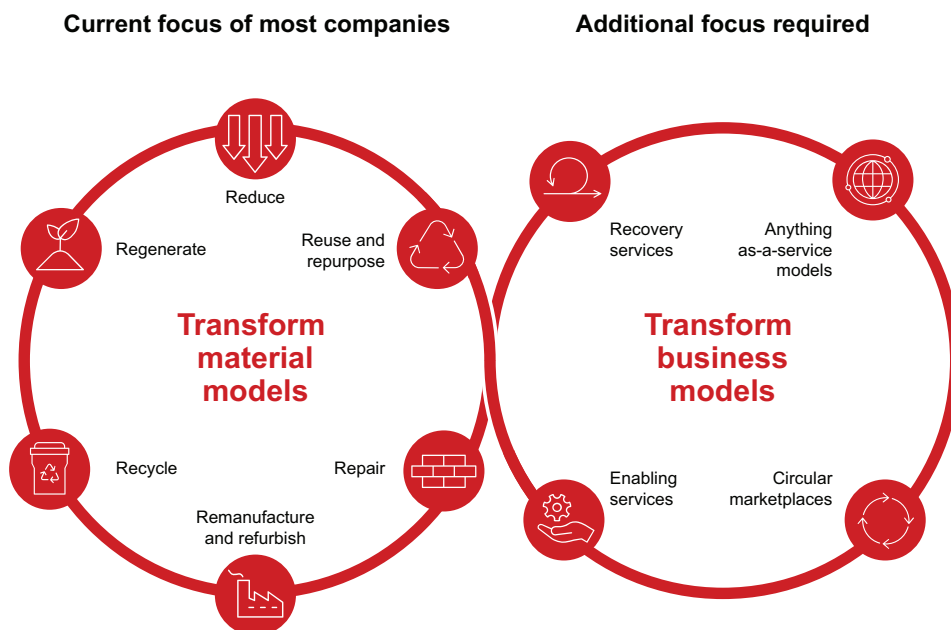 Current focus of most companies
Additional focus required
Reduce
Regenerate
Reuse and
repurpose
Transform
material
models
Recycle
Repair
Remanufacture
and refurbish
Recovery
services
Anything
as-a-service
models
Transform
business
models
Enabling
services
Circular
marketplaces